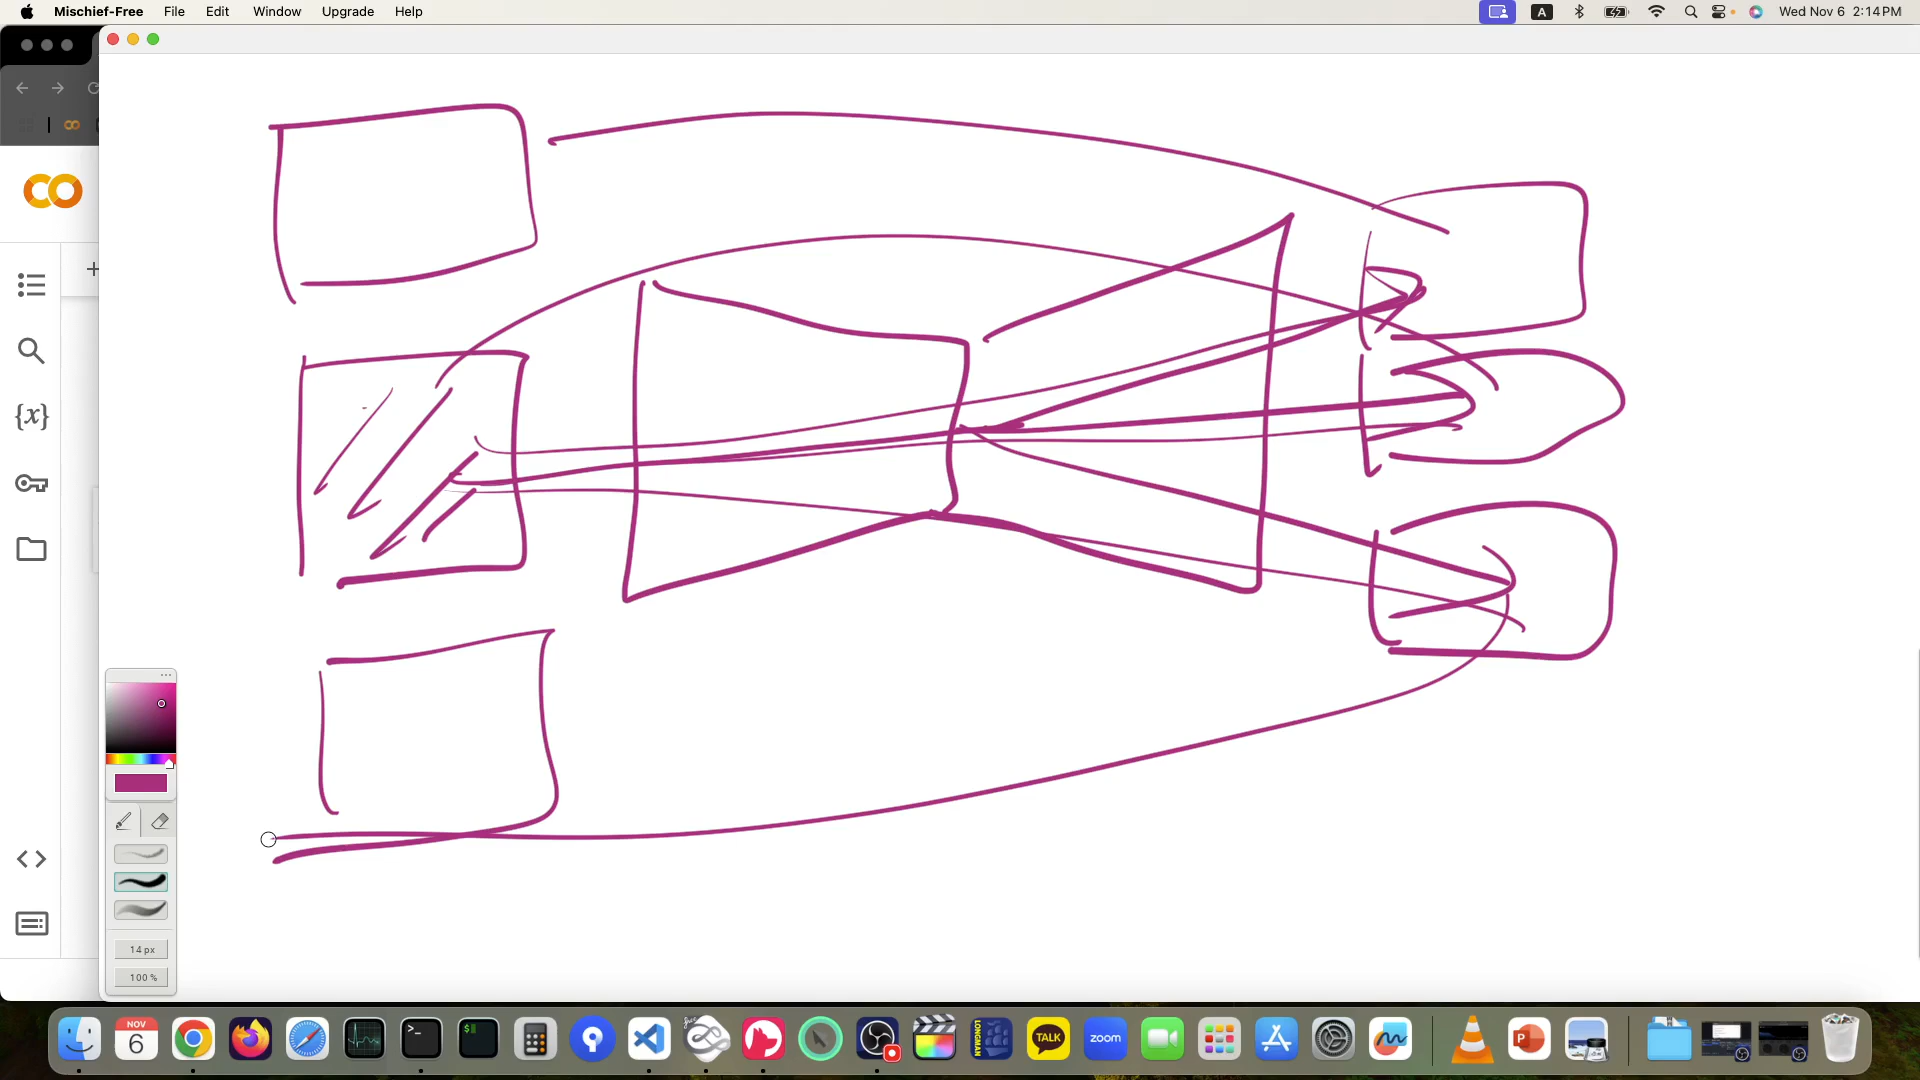 Mischief-Free File Edit Window Upgrade Help
A Wed Nov 6 2:14 PM
{x}
14 px
100 %
NOV
6
LONGMAN
TALK
zoom
P